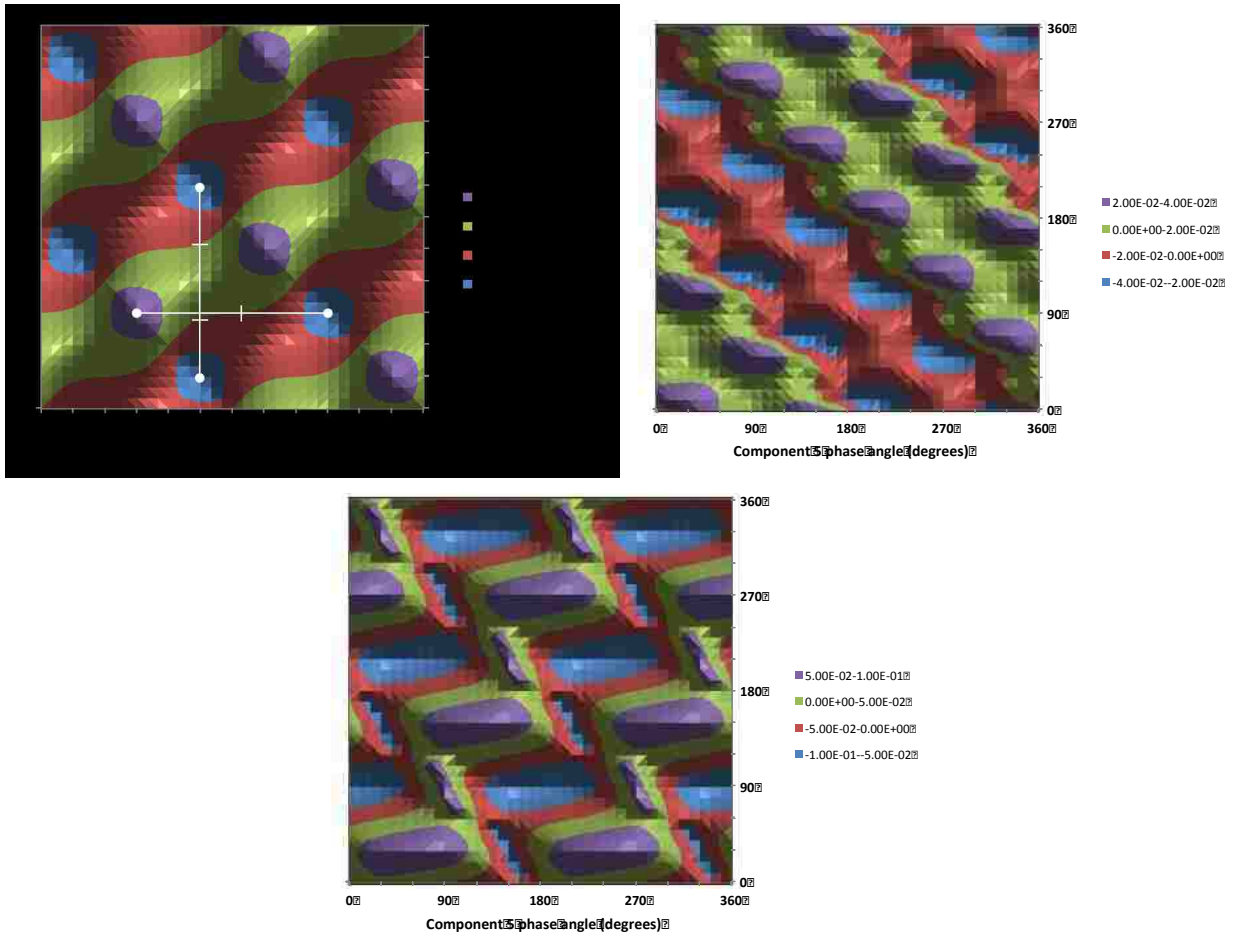 360
270
180
90
0
0 90 180 270 360
Component 5 phase angle (degrees)
2.00E-02-4.00E-02
0.00E+00-2.00E-02
-2.00E-02-0.00E+00
-4.00E-02--2.00E-02
360
270
180
90
0
0 90 180 270 360
Component 5 phase angle (degrees)
5.00E-02-1.00E-01
0.00E+00-5.00E-02
-5.00E-02-0.00E+00
-1.00E-01--5.00E-02